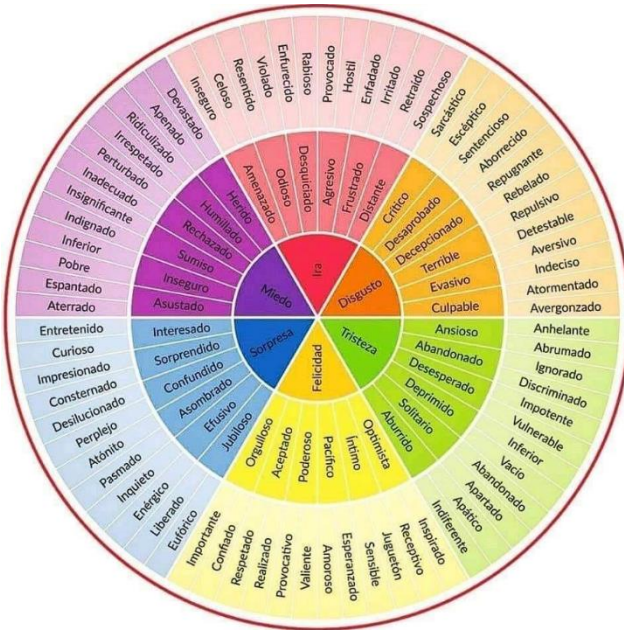 Ira
Disgusto
Tristeza
Felicidad
Sorpresa
Miedo
Amenazado
Odioso
Desquiciado
Agresivo
Frustrado
Distante
Crítico
Desaprobado
Decepcionado
Terrible
Evasivo
Culpable
Ansioso
Abandonado
Desesperado
Deprimido
Solitario
Aburrido
Optimista
Íntimo
Pacífico
Poderoso
Aceptado
Orgulloso
Jubiloso
Efusivo
Asombrado
Confundido
Sorprendido
Interesado
Asustado
Inseguro
Sumiso
Rechazado
Humillado
Herido
Inseguro
Celoso
Resentido
Violado
Enfurecido
Rabioso
Provocado
Hostil
Enfadado
Irritado
Retraído
Sospechoso
Sarcástico
Escéptico
Sentencioso
Aborrecido
Repugnante
Rebelado
Repulsivo
Detestable
Aversivo
Indeciso
Atormentado
Avergonzado
Anhelante
Abrumado
Ignorado
Discriminado
Impotente
Vulnerable
Inferior
Vacío
Abandonado
Apartado
Apático
Indiferente
Inspirado
Receptivo
Juguetón
Sensible
Esperanzado
Amoroso
Valiente
Provocativo
Realizado
Respetado
Confiado
Importante
Eufórico
Liberado
Enérgico
Inquieto
Pasmado
Atónito
Perplejo
Desilucionado
Consternado
Impresionado
Curioso
Entretenido
Aterrado
Espantado
Pobre
Inferior
Indignado
Insignificante
Inadecuado
Perturbado
Irrespetado
Ridiculizado
Apenado
Devastado